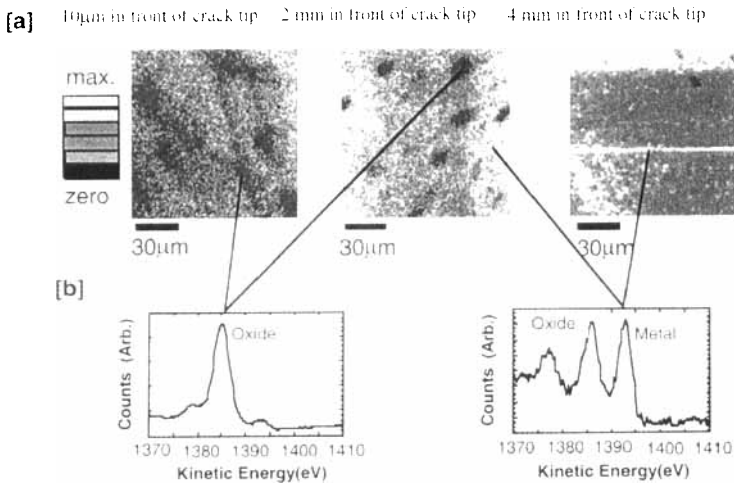 [a] 10μm in front of crack tip 2 mm in front of crack tip 4 mm in front of crack tip
max.
zero
30μm 30μm 30μm
[b]
Oxide
Counts (Arb.)
1370 1380 1390 1400 1410
Kinetic Energy(eV)
Oxide Metal
Counts (Arb.)
1370 1380 1390 1400 1410
Kinetic Energy(eV)